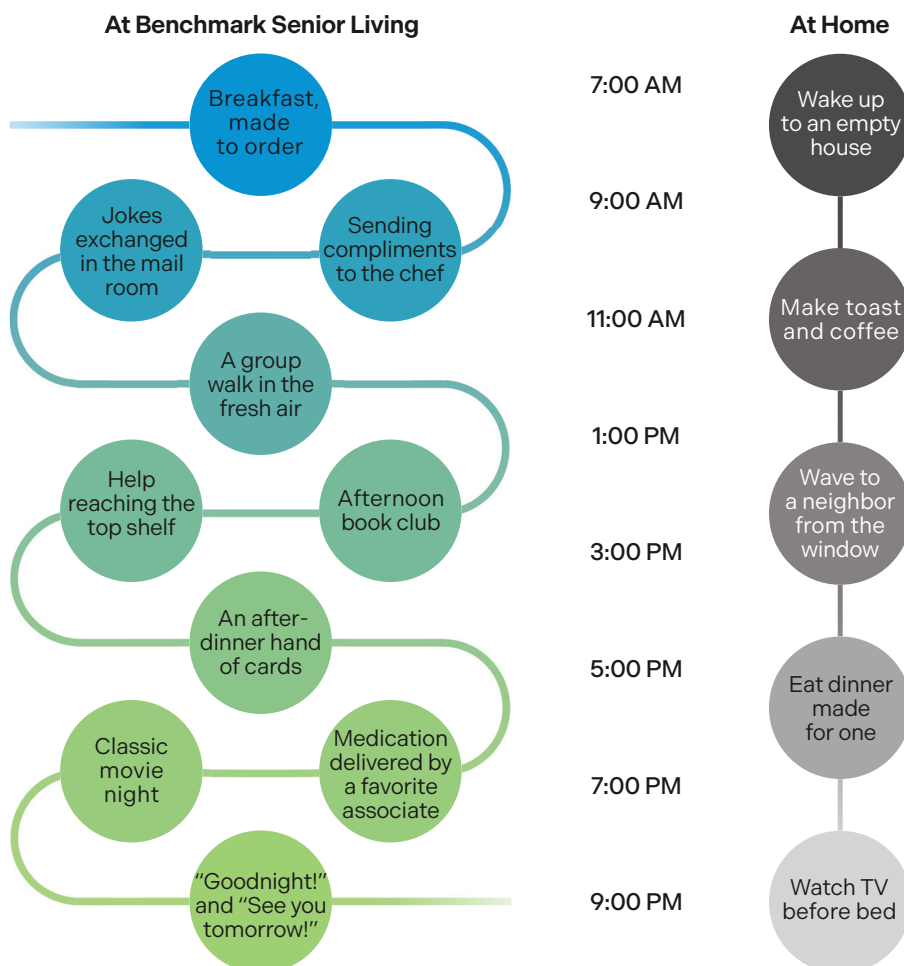 At Benchmark Senior Living
Breakfast,
made
to order
Sending
compliments
to the chef
Jokes
exchanged
in the mail
room
A group
walk in the
fresh air
Afternoon
book club
Help
reaching the
top shelf
An after-
dinner hand
of cards
Medication
delivered by
a favorite
associate
Classic
movie
night
“Goodnight!”
and “See you
tomorrow!”
7:00 AM
9:00 AM
11:00 AM
1:00 PM
3:00 PM
5:00 PM
7:00 PM
9:00 PM
At Home
Wake up
to an empty
house
Make toast
and coffee
Wave to
a neighbor
from the
window
Eat dinner
made
for one
Watch TV
before bed